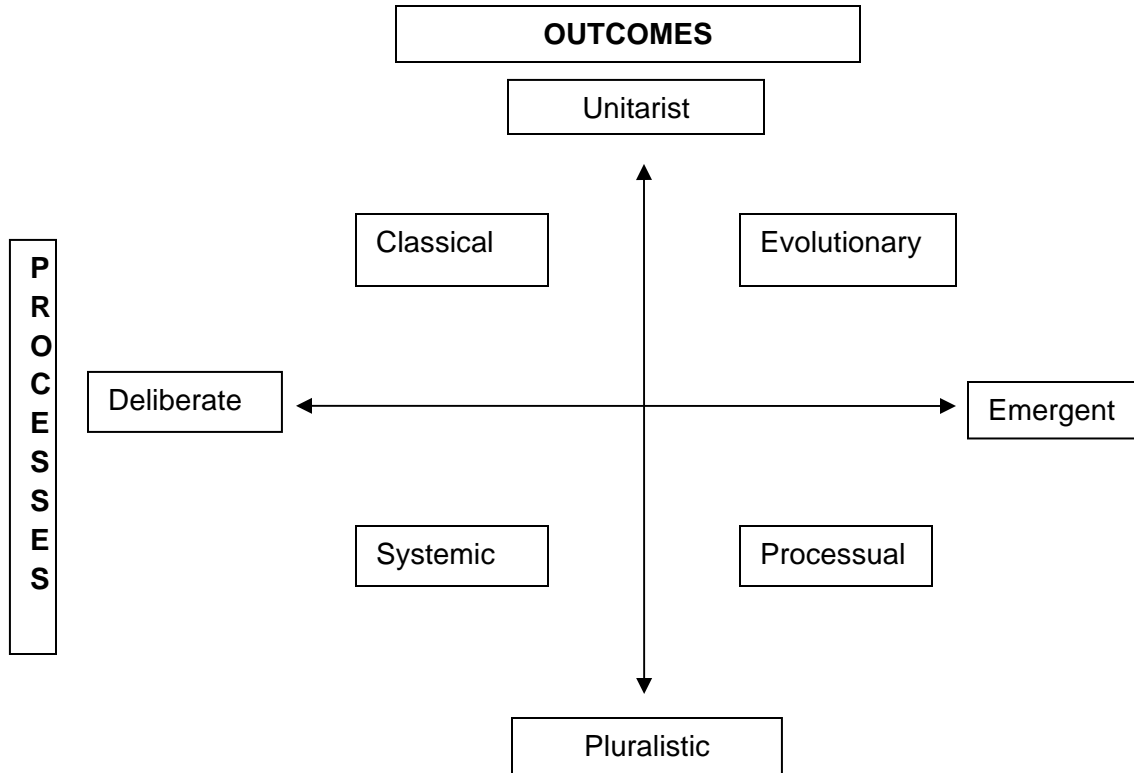 OUTCOMES
Unitarist
Classical
Evolutionary
P
R
O
C
E
S
S
E
S
Deliberate
Emergent
Systemic
Processual
Pluralistic